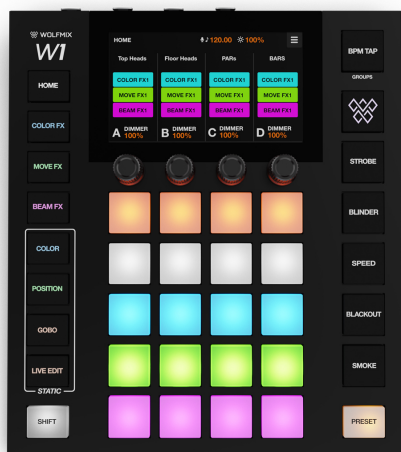 WOLFMIX
W1
HOME
COLOR FX
MOVE FX
BEAM FX
COLOR
POSITION
GOBO
LIVE EDIT
STATIC
SHIFT
HOME 120.00 100%
Top Heads Floor Heads PARs BARS
COLOR FX1 COLOR FX1 COLOR FX1 COLOR FX1
MOVE FX1 MOVE FX1 MOVE FX1 MOVE FX1
BEAM FX1 BEAM FX1 BEAM FX1 BEAM FX1
A DIMMER 100% B DIMMER 100% C DIMMER 100% D DIMMER 100%
BPM TAP
GROUPS
STROBE
BLINDER
SPEED
BLACKOUT
SMOKE
PRESET